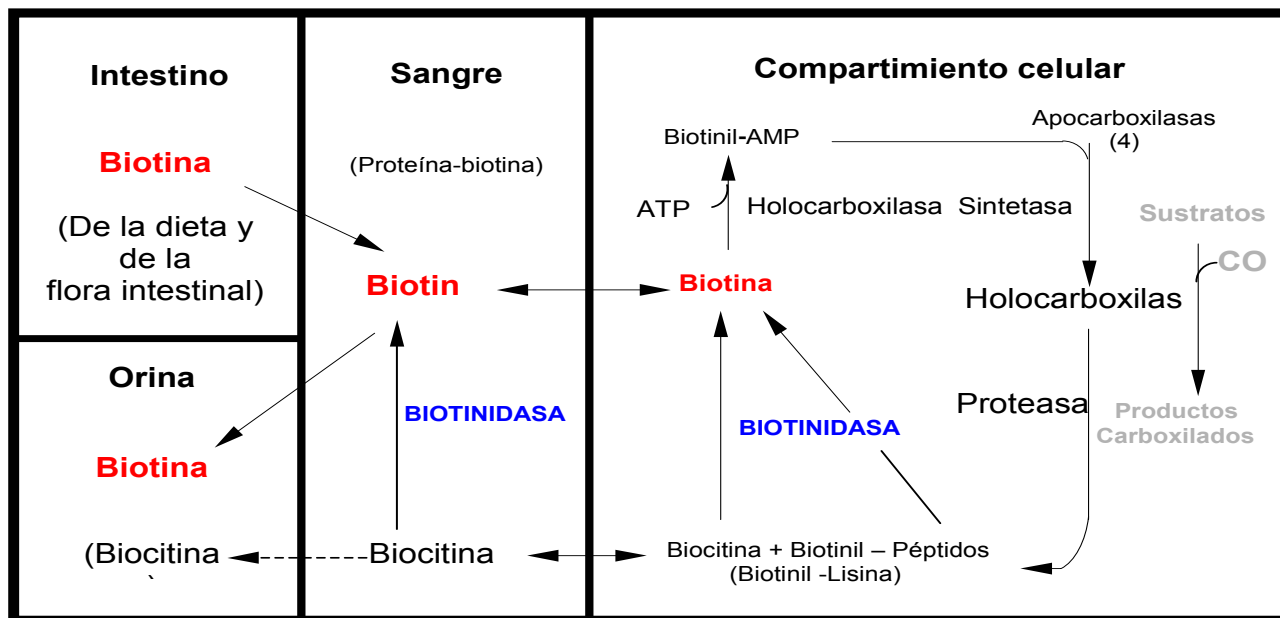 Intestino
Biotina
(De la dieta y
de la
flora intestinal)
Orina
Biotina
(Biocitina
)
Sangre
(Proteína-biotina)
Biotin
BIOTINIDASA
Biocitina
Compartimiento celular
Biotinil-AMP
Apocarboxilasas
(4)
ATP
Holocarboxilasa Sintetasa
Sustratos
CO
Biotina
Holocarboxilas
Proteasa
BIOTINIDASA
Productos
Carboxilados
Biocitina + Biotinil – Péptidos
(Biotinil -Lisina)